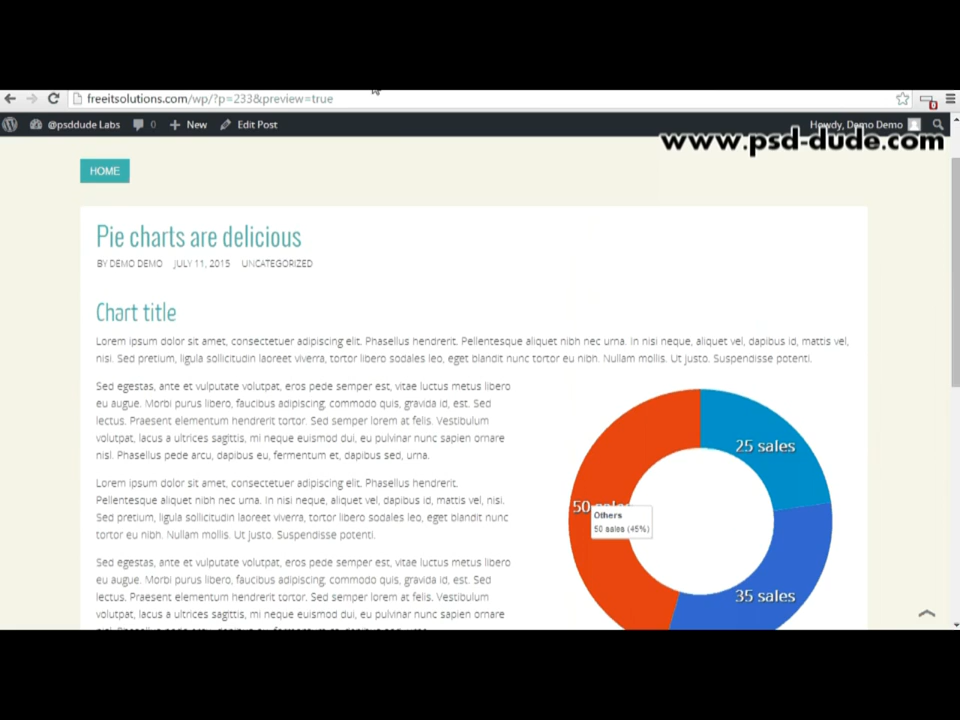 freeitsolutions.com/wp/?p=233&preview=true
@psddude Labs 0 New Edit Post Howdy, Demo Demo
www.psd-dude.com
HOME
Pie charts are delicious
BY DEMO DEMO JULY 11, 2015 UNCATEGORIZED
Chart title
Lorem ipsum dolor sit amet, consectetuer adipiscing elit. Phasellus hendrerit. Pellentesque aliquet nibh nec urna. In nisi neque, aliquet vel, dapibus id, mattis vel,
nisi. Sed pretium, ligula sollicitudin laoreet viverra, tortor libero sodales leo, eget blandit nunc tortor eu nibh. Nullam mollis. Ut justo. Suspendisse potenti.
Sed egestas, ante et vulputate volutpat, eros pede semper est, vitae luctus metus libero
eu augue. Morbi purus libero, faucibus adipiscing, commodo quis, gravida id, est. Sed
lectus. Praesent elementum hendrerit tortor. Sed semper lorem at felis. Vestibulum
volutpat, lacus a ultrices sagittis, mi neque euismod dui, eu pulvinar nunc sapien ornare
nisl. Phasellus pede arcu, dapibus eu, fermentum et, dapibus sed, urna.
Lorem ipsum dolor sit amet, consectetuer adipiscing elit. Phasellus hendrerit.
Pellentesque aliquet nibh nec urna. In nisi neque, aliquet vel, dapibus id, mattis vel, nisi.
Sed pretium, ligula sollicitudin laoreet viverra, tortor libero sodales leo, eget blandit nunc
tortor eu nibh. Nullam mollis. Ut justo. Suspendisse potenti.
Sed egestas, ante et vulputate volutpat, eros pede semper est, vitae luctus metus libero
eu augue. Morbi purus libero, faucibus adipiscing, commodo quis, gravida id, est. Sed
lectus. Praesent elementum hendrerit tortor. Sed semper lorem at felis. Vestibulum
volutpat, lacus a ultrices sagittis, mi neque euismod dui, eu pulvinar nunc sapien ornare
25 sales
50 sales
Others
50 sales (45%)
35 sales